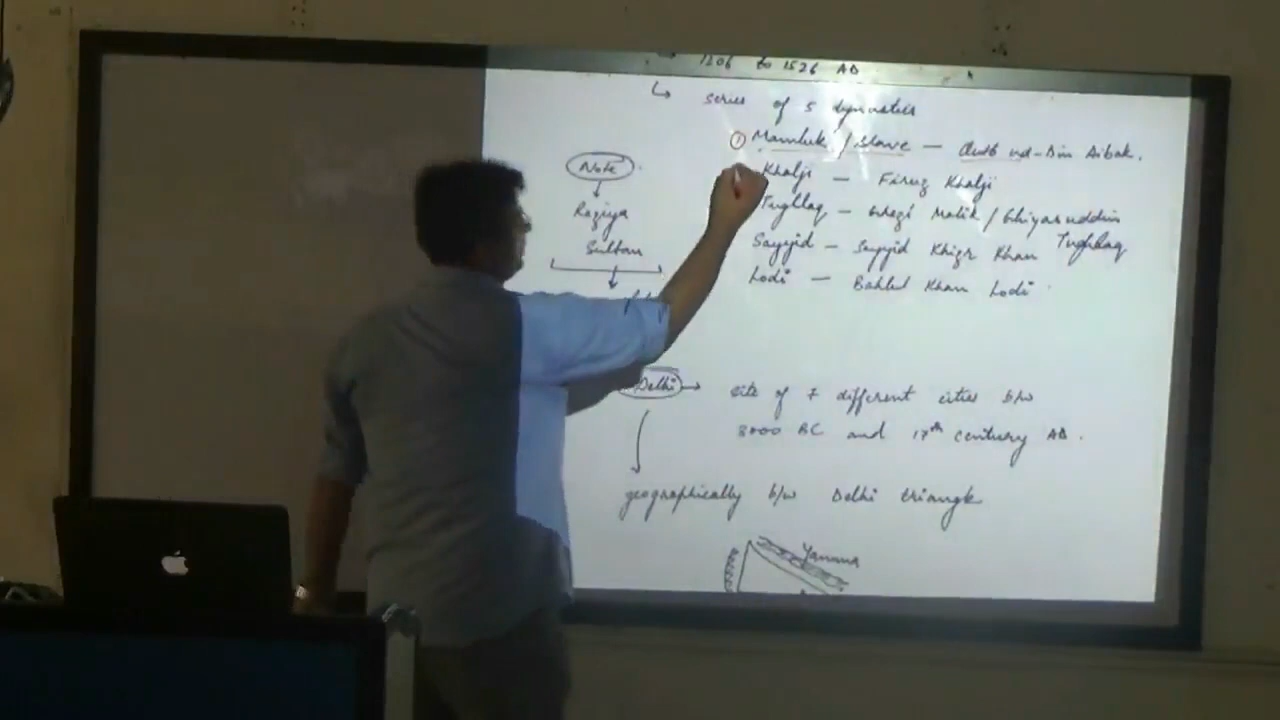 1206 to 1526 AD
↳ series of 5 dynasties
① Mamluk / Slave — Qutb ud-Din Aibak.
Khalji — Firuz Khalji
Tughlaq — Ghazi Malik / Ghiyasuddin Tughlaq
Sayyid — Sayyid Khizr Khan
Lodi — Bahlul Khan Lodi
Note
Raziya
Sultan
Delhi → site of 7 different cities b/w
3000 BC and 17th century AD.
geographically b/w Delhi triangle
Yamuna